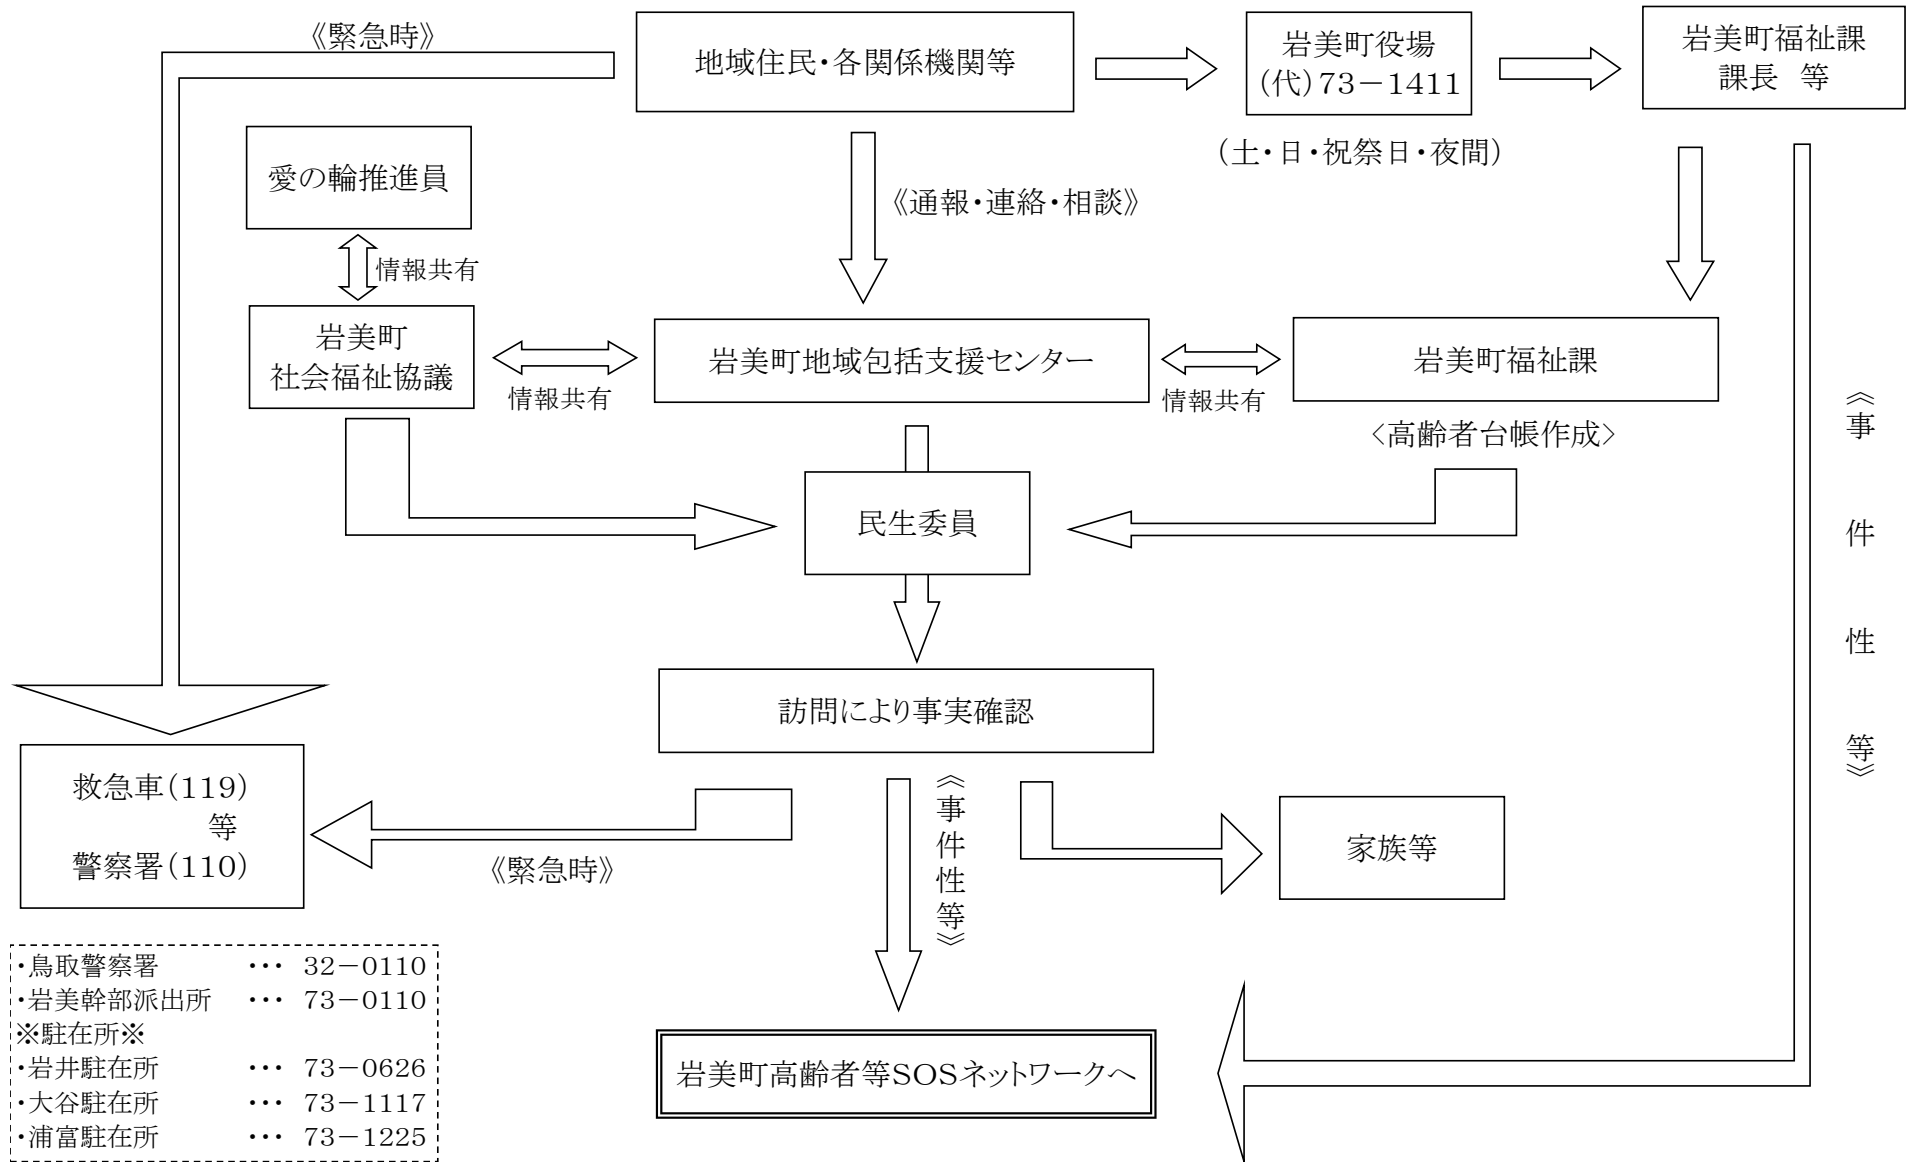 《緊急時》
地域住民・各関係機関等
岩美町役場
(代)73－1411
岩美町福祉課
課長　等
(土・日・祝祭日・夜間)
愛の輪推進員
《通報・連絡・相談》
情報共有
岩美町
社会福祉協議
岩美町地域包括支援センター
岩美町福祉課
情報共有
情報共有
<高齢者台帳作成>
《事件性等》
民生委員
訪問により事実確認
救急車(119)
等
警察署(110)
《緊急時》
《事件性等》
家族等
・鳥取警察署　・・・ 32－0110
・岩美幹部派出所　・・・ 73－0110
※駐在所※
・岩井駐在所　・・・ 73－0626
・大谷駐在所　・・・ 73－1117
・浦富駐在所　・・・ 73－1225
岩美町高齢者等SOSネットワークへ